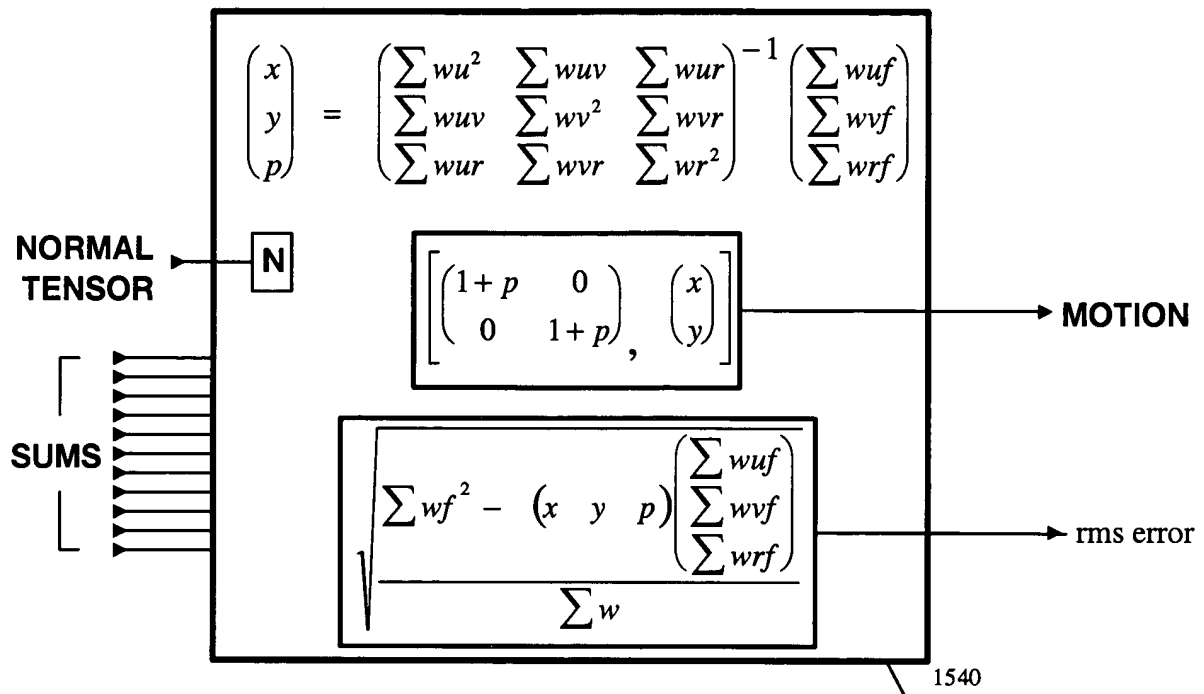 (x y p) = (∑wu² ∑wuv ∑wur
∑wuv ∑wv² ∑wvr
∑wur ∑wvr ∑wr²)⁻¹ (∑wuf
∑wvf
∑wrf)
NORMAL
TENSOR
N
[(1+p 0
0 1+p), (x
y)]
MOTION
SUMS
√((∑wf² − (x y p)(∑wuf
∑wvf
∑wrf)) / ∑w)
rms error
1540